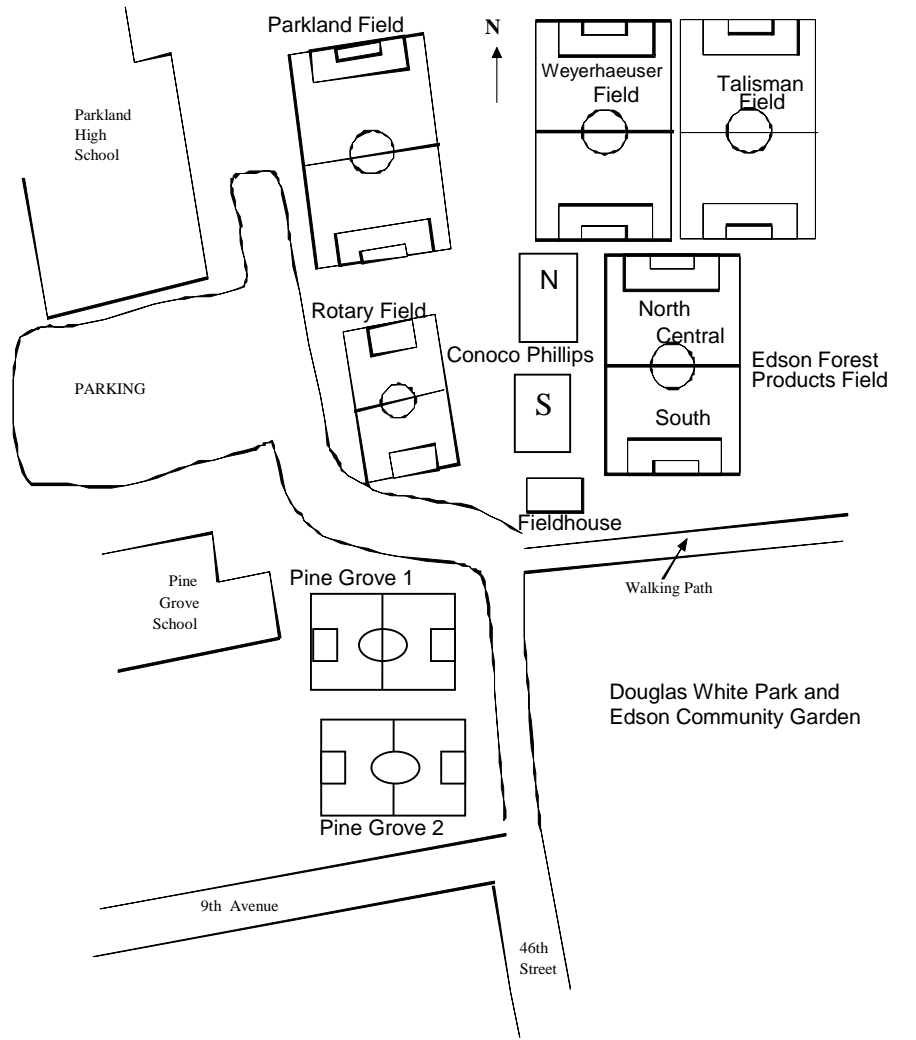 Parkland Field
N
Weyerhaeuser
Field
Talisman
Field
Parkland
High
School
N
North
Central
Rotary Field
Conoco Phillips
Edson Forest
Products Field
PARKING
S
South
Fieldhouse
Walking Path
Pine Grove 1
Pine
Grove
School
Douglas White Park and
Edson Community Garden
Pine Grove 2
9th Avenue
46th
Street